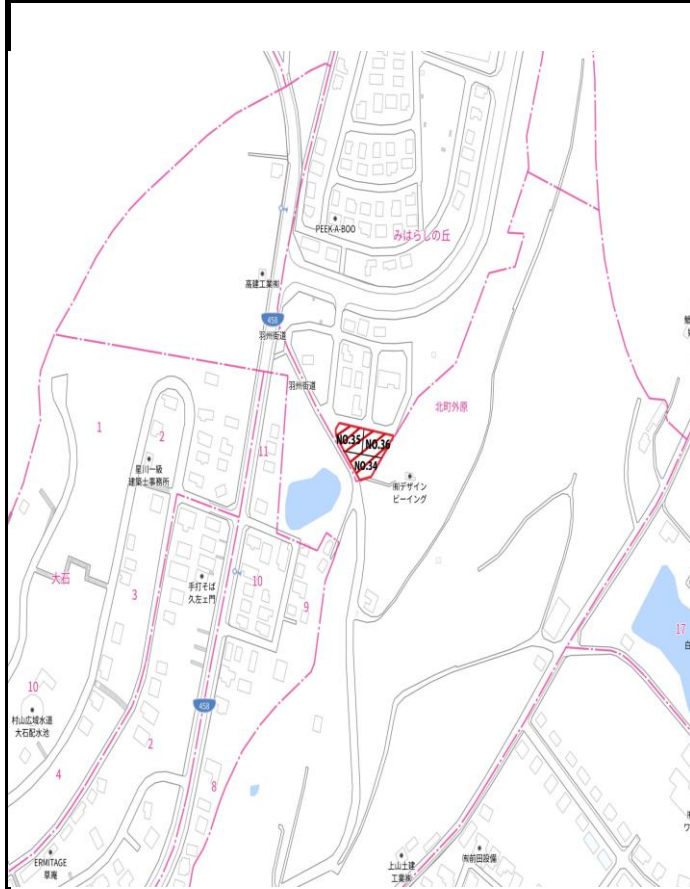 PEEK-A-BOO
みはらしの丘
高建工業㈱
458
羽州街道
羽州街道
北町外原
NO.35
NO.36
NO.34
㈲デザイン
ビーイング
1
2
11
星川一級
建築士事務所
大石
3
手打そば
久左エ門
10
9
17
白
10
村山広域水道
大石配水池
458
4
2
8
ERMITAGE
草庵
上山土建
工業㈱
㈲前田設備
ワ